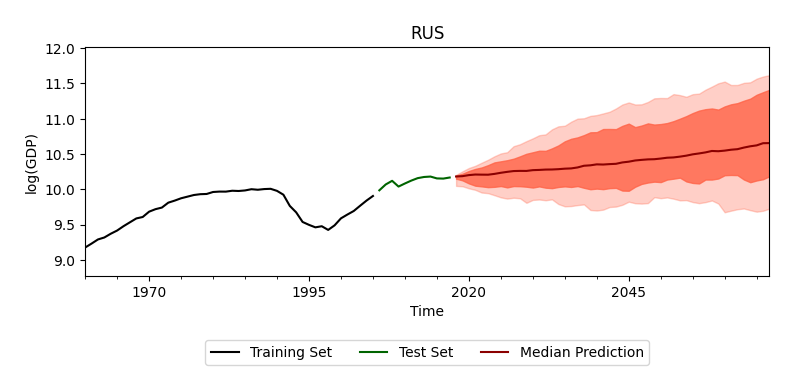 RUS
12.0
11.5
11.0
10.5
10.0
9.5
9.0
log(GDP)
1970 1995 2020 2045
Time
Training Set Test Set Median Prediction